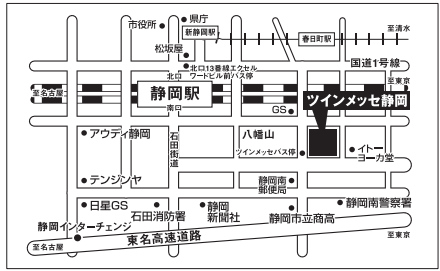 市役所
県庁
新静岡駅
春日町駅
至清水
松坂屋
国道1号線
北口13番線エクセル
ワードビル前バス停
北口
至東京
至名古屋
静岡駅
ツインメッセ静岡
南口
GS
アウディ静岡
石田街道
八幡山
ツインメッセバス停
イトー
ヨーカ堂
テンジンヤ
静岡南
郵便局
日星GS
石田消防署
静岡
新聞社
静岡市立商高
静岡南警察署
静岡インターチェンジ
東名高速道路
至名古屋
至東京